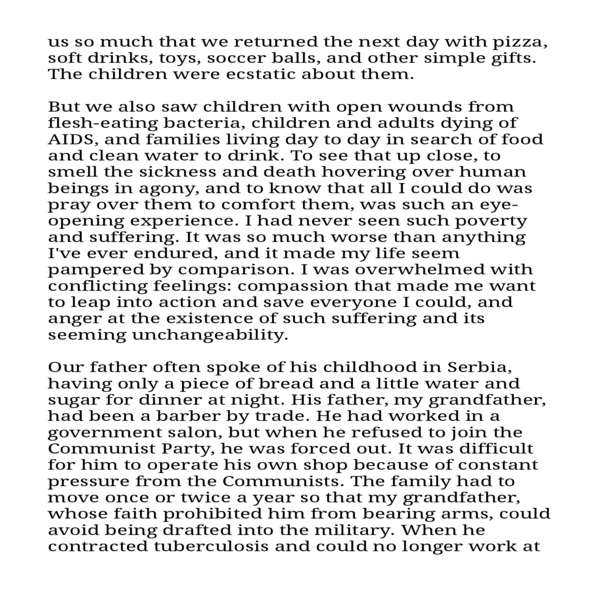 us so much that we returned the next day with pizza,
soft drinks, toys, soccer balls, and other simple gifts.
The children were ecstatic about them.
But we also saw children with open wounds from
flesh-eating bacteria, children and adults dying of
AIDS, and families living day to day in search of food
and clean water to drink. To see that up close, to
smell the sickness and death hovering over human
beings in agony, and to know that all I could do was
pray over them to comfort them, was such an eye-
opening experience. I had never seen such poverty
and suffering. It was so much worse than anything
I've ever endured, and it made my life seem
pampered by comparison. I was overwhelmed with
conflicting feelings: compassion that made me want
to leap into action and save everyone I could, and
anger at the existence of such suffering and its
seeming unchangeability.
Our father often spoke of his childhood in Serbia,
having only a piece of bread and a little water and
sugar for dinner at night. His father, my grandfather,
had been a barber by trade. He had worked in a
government salon, but when he refused to join the
Communist Party, he was forced out. It was difficult
for him to operate his own shop because of constant
pressure from the Communists. The family had to
move once or twice a year so that my grandfather,
whose faith prohibited him from bearing arms, could
avoid being drafted into the military. When he
contracted tuberculosis and could no longer work at